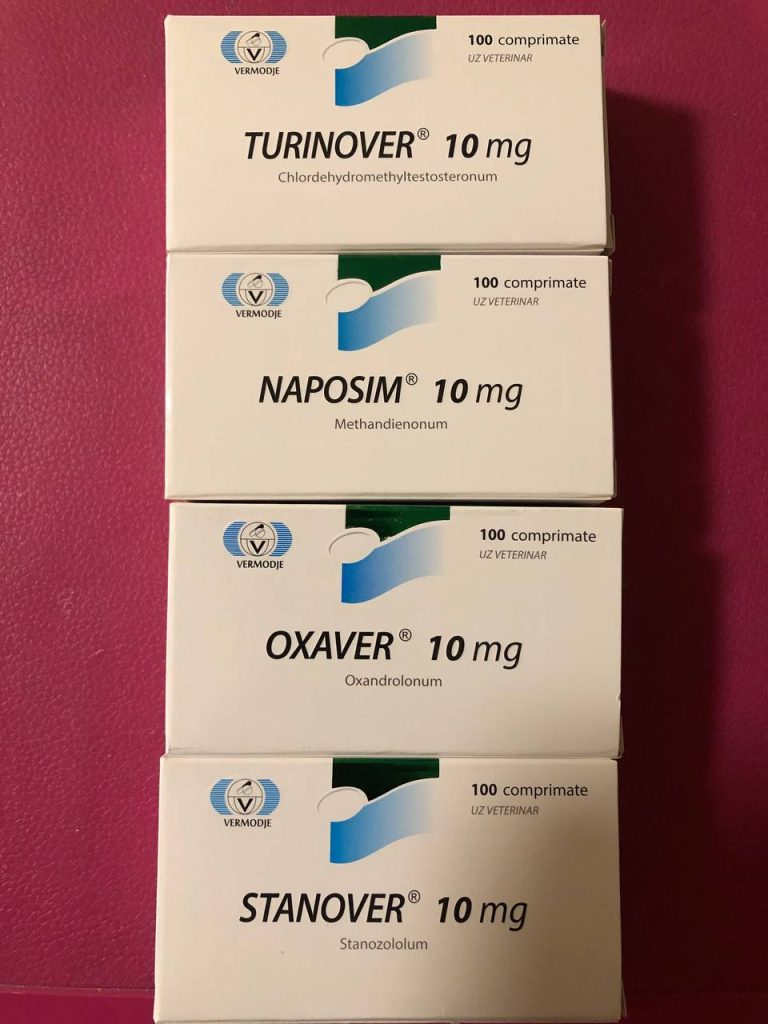 VERMODJE
100 comprimate
UZ VETERINAR
TURINOVER® 10 mg
Chlordehydromethyltestosteronum
VERMODJE
100 comprimate
UZ VETERINAR
NAPOSIM® 10 mg
Methandienonum
VERMODJE
100 comprimate
UZ VETERINAR
OXAVER® 10 mg
Oxandrolonum
VERMODJE
100 comprimate
UZ VETERINAR
STANOVER® 10 mg
Stanozololum